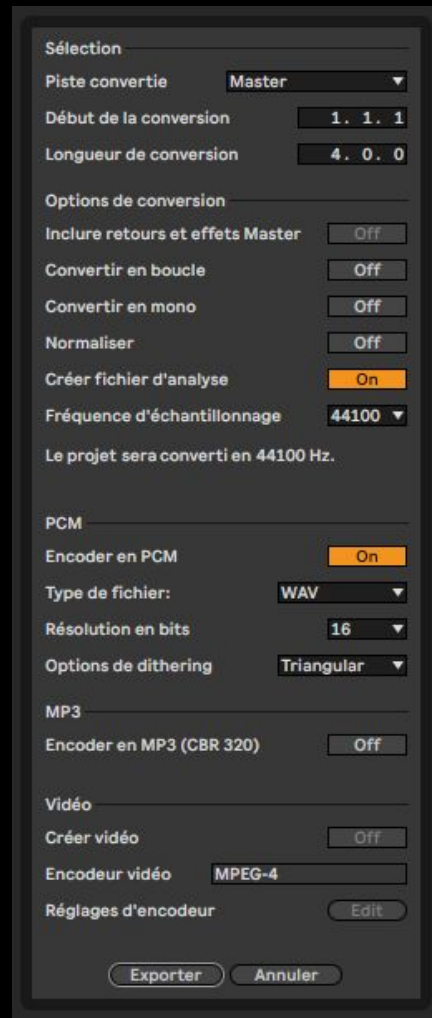 Sélection
Piste convertie Master
Début de la conversion 1. 1. 1
Longueur de conversion 4. 0. 0
Options de conversion
Inclure retours et effets Master Off
Convertir en boucle Off
Convertir en mono Off
Normaliser Off
Créer fichier d'analyse On
Fréquence d'échantillonnage 44100
Le projet sera converti en 44100 Hz.
PCM
Encoder en PCM On
Type de fichier: WAV
Résolution en bits 16
Options de dithering Triangular
MP3
Encoder en MP3 (CBR 320) Off
Vidéo
Créer vidéo Off
Encodeur vidéo MPEG-4
Réglages d'encodeur Edit
Exporter Annuler